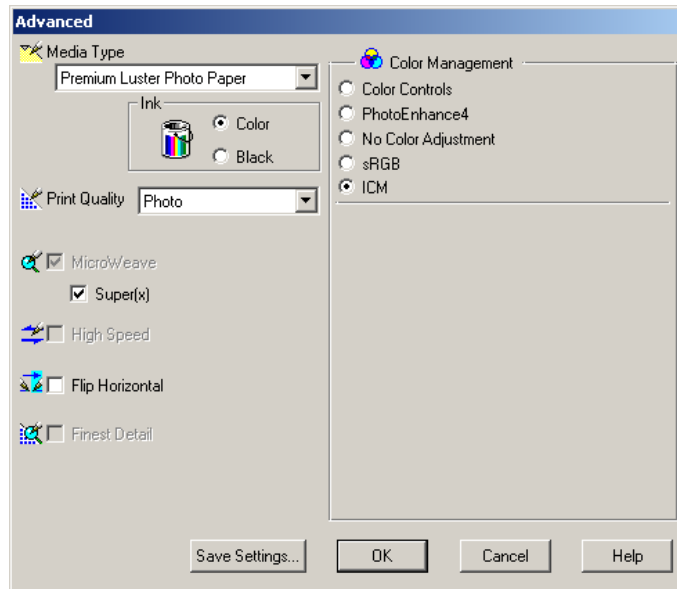 Advanced
Media Type
Premium Luster Photo Paper
Ink
Color
Black
Print Quality
Photo
MicroWeave
Super(x)
High Speed
Flip Horizontal
Finest Detail
Color Management
Color Controls
PhotoEnhance4
No Color Adjustment
sRGB
ICM
Save Settings...
OK
Cancel
Help